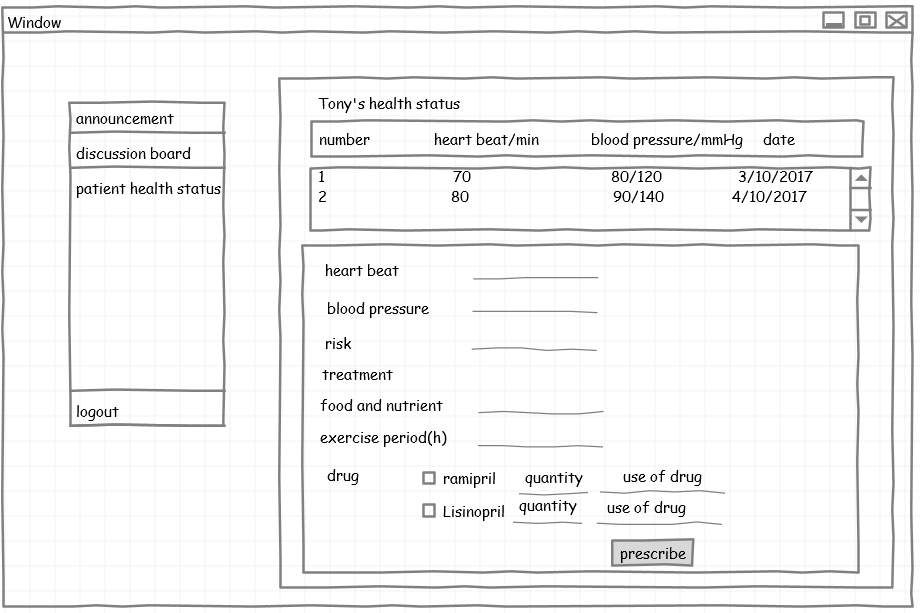 Window
announcement
discussion board
patient health status
logout
Tony's health status
number heart beat/min blood pressure/mmHg date
1 70 80/120 3/10/2017
2 80 90/140 4/10/2017
heart beat
blood pressure
risk
treatment
food and nutrient
exercise period(h)
drug ramipril quantity use of drug
Lisinopril quantity use of drug
prescribe